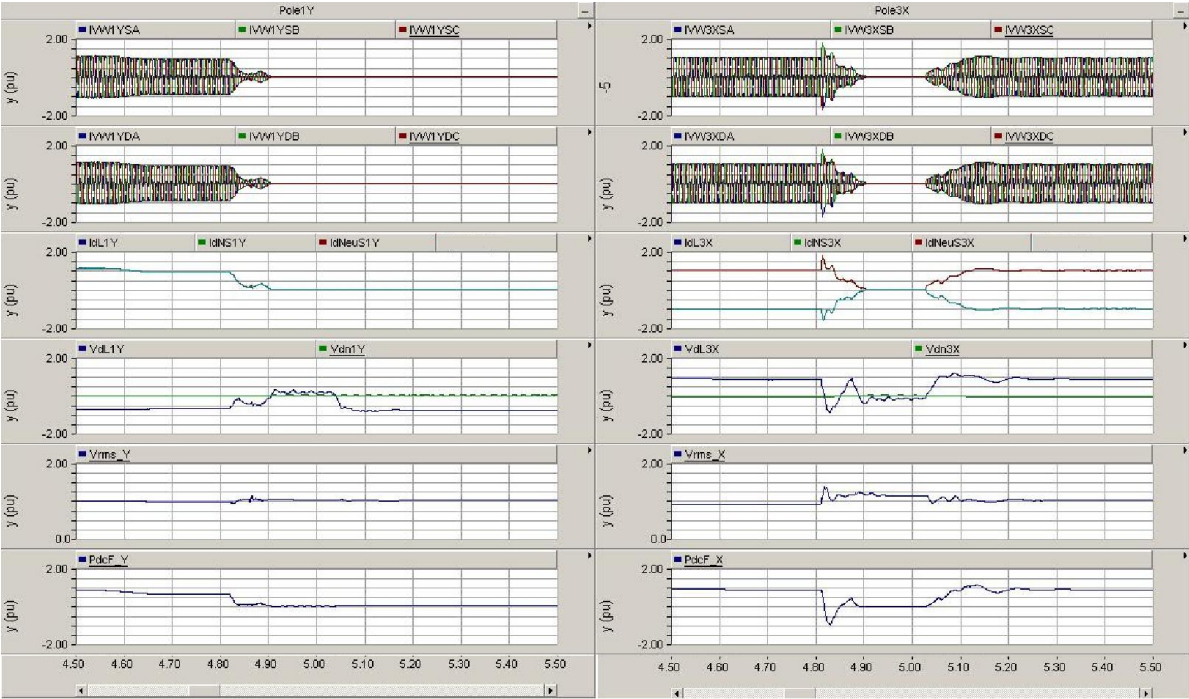 Pole1Y
IVW1YSA IVW1YSB IVW1YSC
2.00
y (pu)
-2.00
IVW1YDA IVW1YDB IVW1YDC
2.00
y (pu)
-2.00
IdL1Y IdNS1Y IdNeuS1Y
2.00
y (pu)
-2.00
VdL1Y Vdn1Y
2.00
y (pu)
-2.00
Vrms_Y
2.00
y (pu)
0.0
PdcF_Y
2.00
y (pu)
-2.00
4.50 4.60 4.70 4.80 4.90 5.00 5.10 5.20 5.30 5.40 5.50
Pole3X
IVW3XSA IVW3XSB IVW3XSC
2.00
-5
-2.00
IVW3XDA IVW3XDB IVW3XDC
2.00
y (pu)
-2.00
IdL3X IdNS3X IdNeuS3X
2.00
y (pu)
-2.00
VdL3X Vdn3X
2.00
y (pu)
-2.00
Vrms_X
2.00
y (pu)
0.0
PdcF_X
2.00
y (pu)
-2.00
4.50 4.60 4.70 4.80 4.90 5.00 5.10 5.20 5.30 5.40 5.50